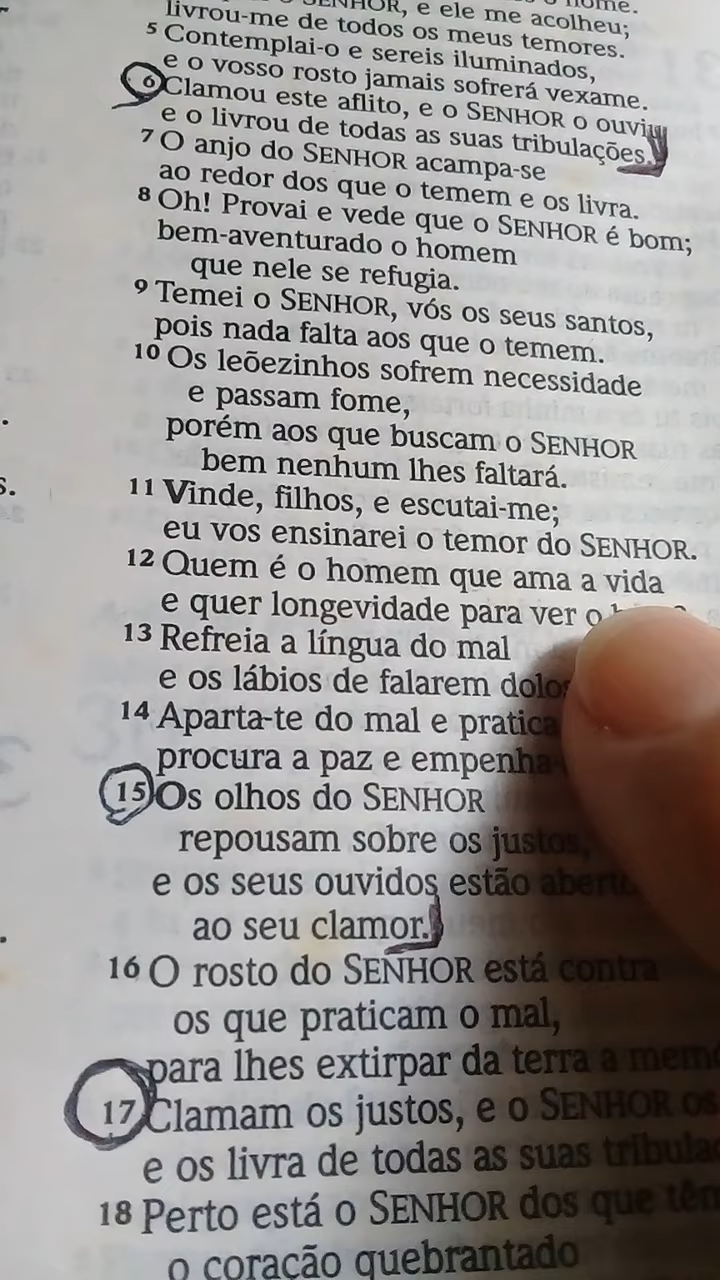 SENHOR, e ele me acolheu;
livrou-me de todos os meus temores.
5 Contemplai-o e sereis iluminados,
e o vosso rosto jamais sofrerá vexame.
6 Clamou este aflito, e o SENHOR o ouviu
e o livrou de todas as suas tribulações.
7 O anjo do SENHOR acampa-se
ao redor dos que o temem e os livra.
8 Oh! Provai e vede que o SENHOR é bom;
bem-aventurado o homem
que nele se refugia.
9 Temei o SENHOR, vós os seus santos,
pois nada falta aos que o temem.
10 Os leõezinhos sofrem necessidade
e passam fome,
porém aos que buscam o SENHOR
bem nenhum lhes faltará.
11 Vinde, filhos, e escutai-me;
eu vos ensinarei o temor do SENHOR.
12 Quem é o homem que ama a vida
e quer longevidade para ver o
13 Refreia a língua do mal
e os lábios de falarem
14 Aparta-te do mal e pratica
procura a paz e
15 Os olhos do SENHOR
repousam sobre os justos,
e os seus ouvidos estão
ao seu clamor.
16 O rosto do SENHOR está contra
os que praticam o mal,
para lhes extirpar da terra a
17 Clamam os justos, e o SENHOR os
e os livra de todas as suas
18 Perto está o SENHOR dos que
o coração quebrantado